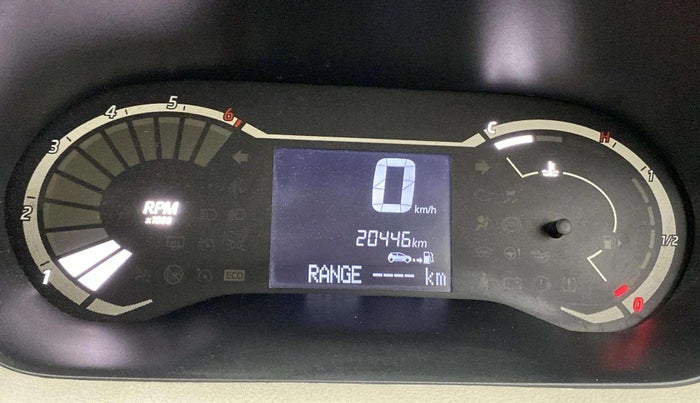 6
5
4
3
2
1
RPM
x1000
ECO
0
km/h
20446km
RANGE ---- km
C
H
1
1/2
0